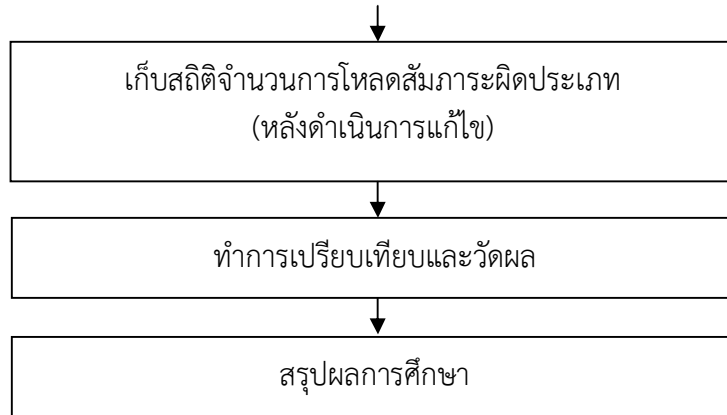 เก็บสถิติจำนวนการโหลดสัมภาระผิดประเภท
(หลังดำเนินการแก้ไข)
ทำการเปรียบเทียบและวัดผล
สรุปผลการศึกษา